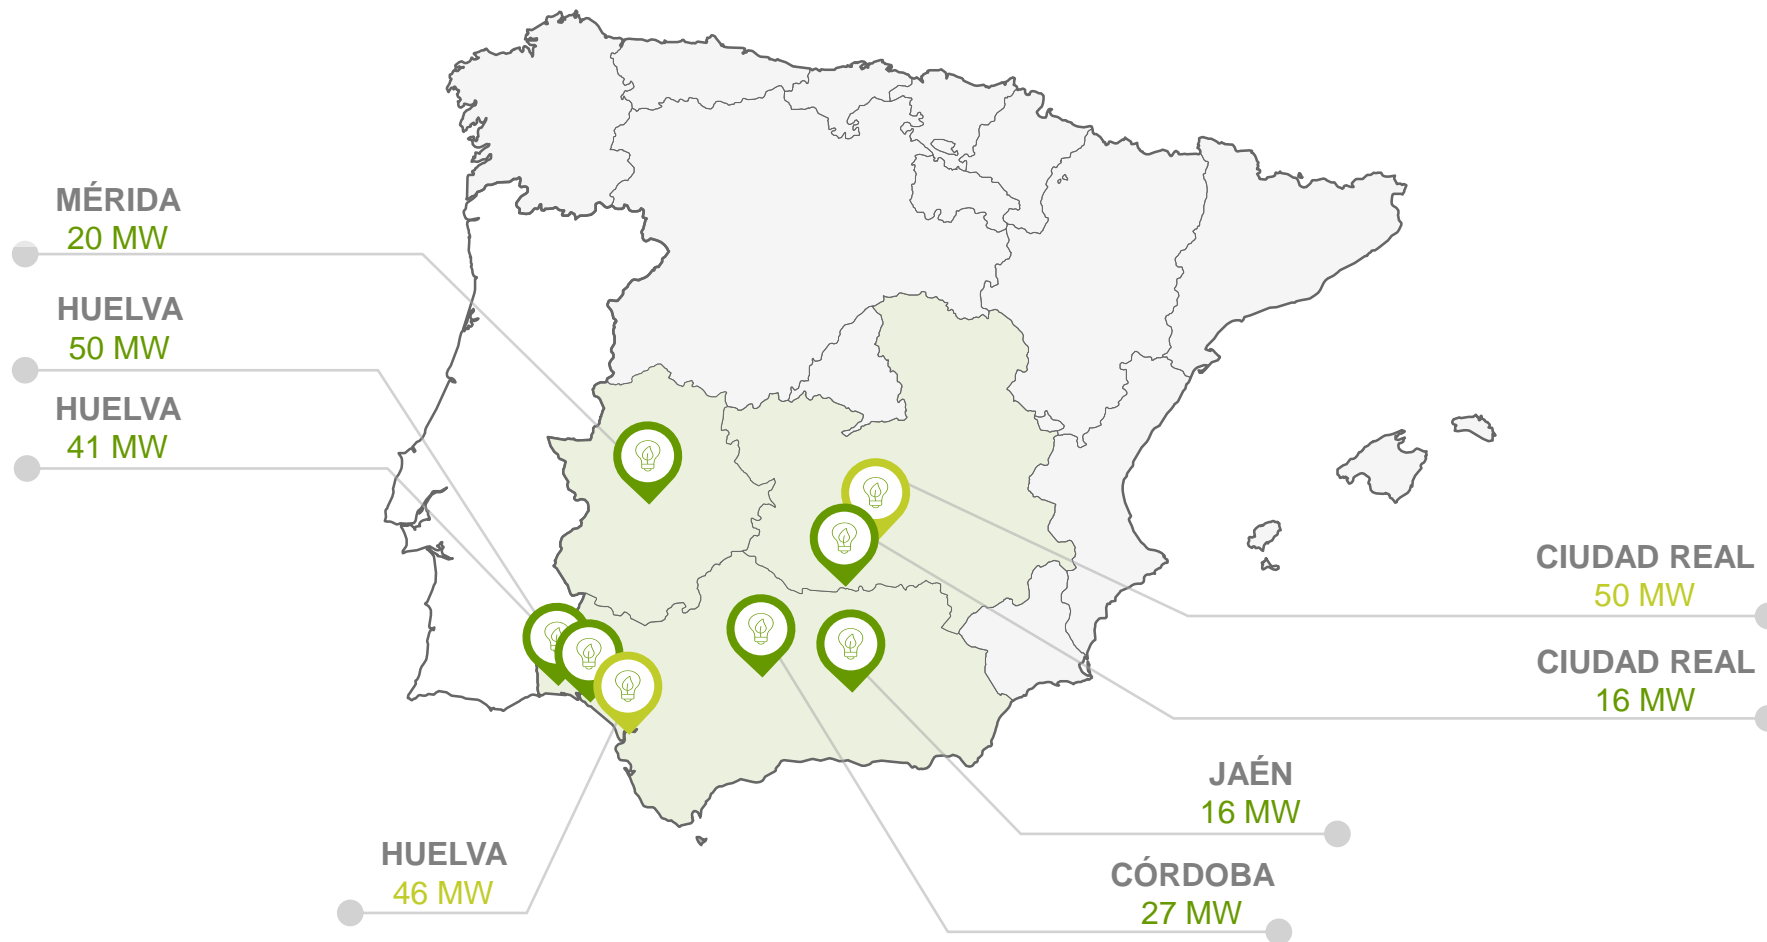 MÉRIDA
20 MW
HUELVA
50 MW
HUELVA
41 MW
CIUDAD REAL
50 MW
CIUDAD REAL
16 MW
JAÉN
16 MW
HUELVA
46 MW
CÓRDOBA
27 MW